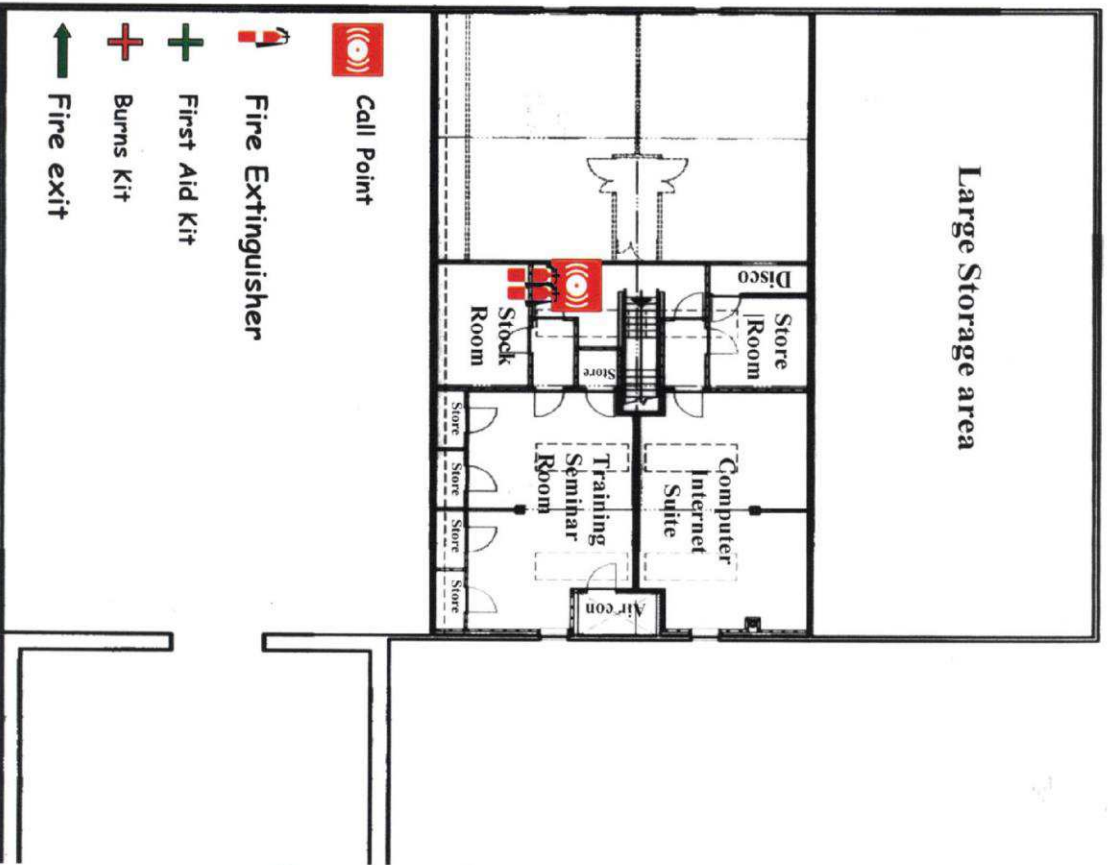 Large Storage area
Disco
Store
Room
Computer
Internet
Suite
Store
Air con
Training
Seminar
Room
Stock
Room
Store
Store
Store
Store
Call Point
Fire Extinguisher
First Aid Kit
Burns Kit
Fire exit